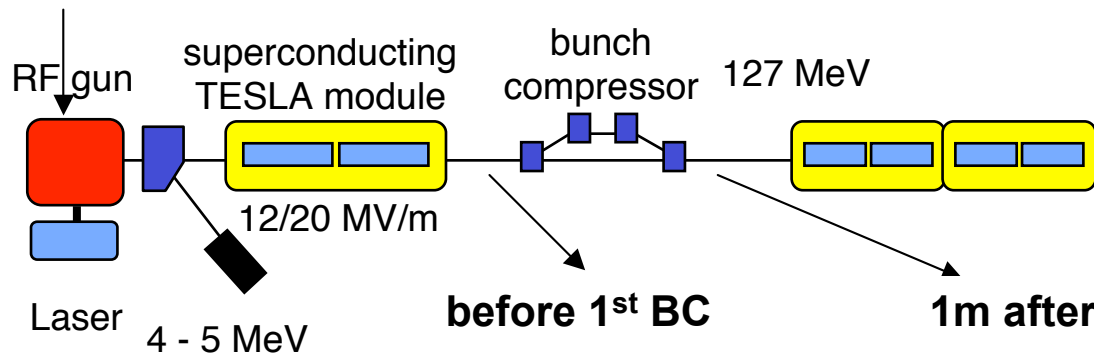 RF gun
superconducting
TESLA module
bunch
compressor
127 MeV
12/20 MV/m
Laser
4 - 5 MeV
before 1st BC
1m after